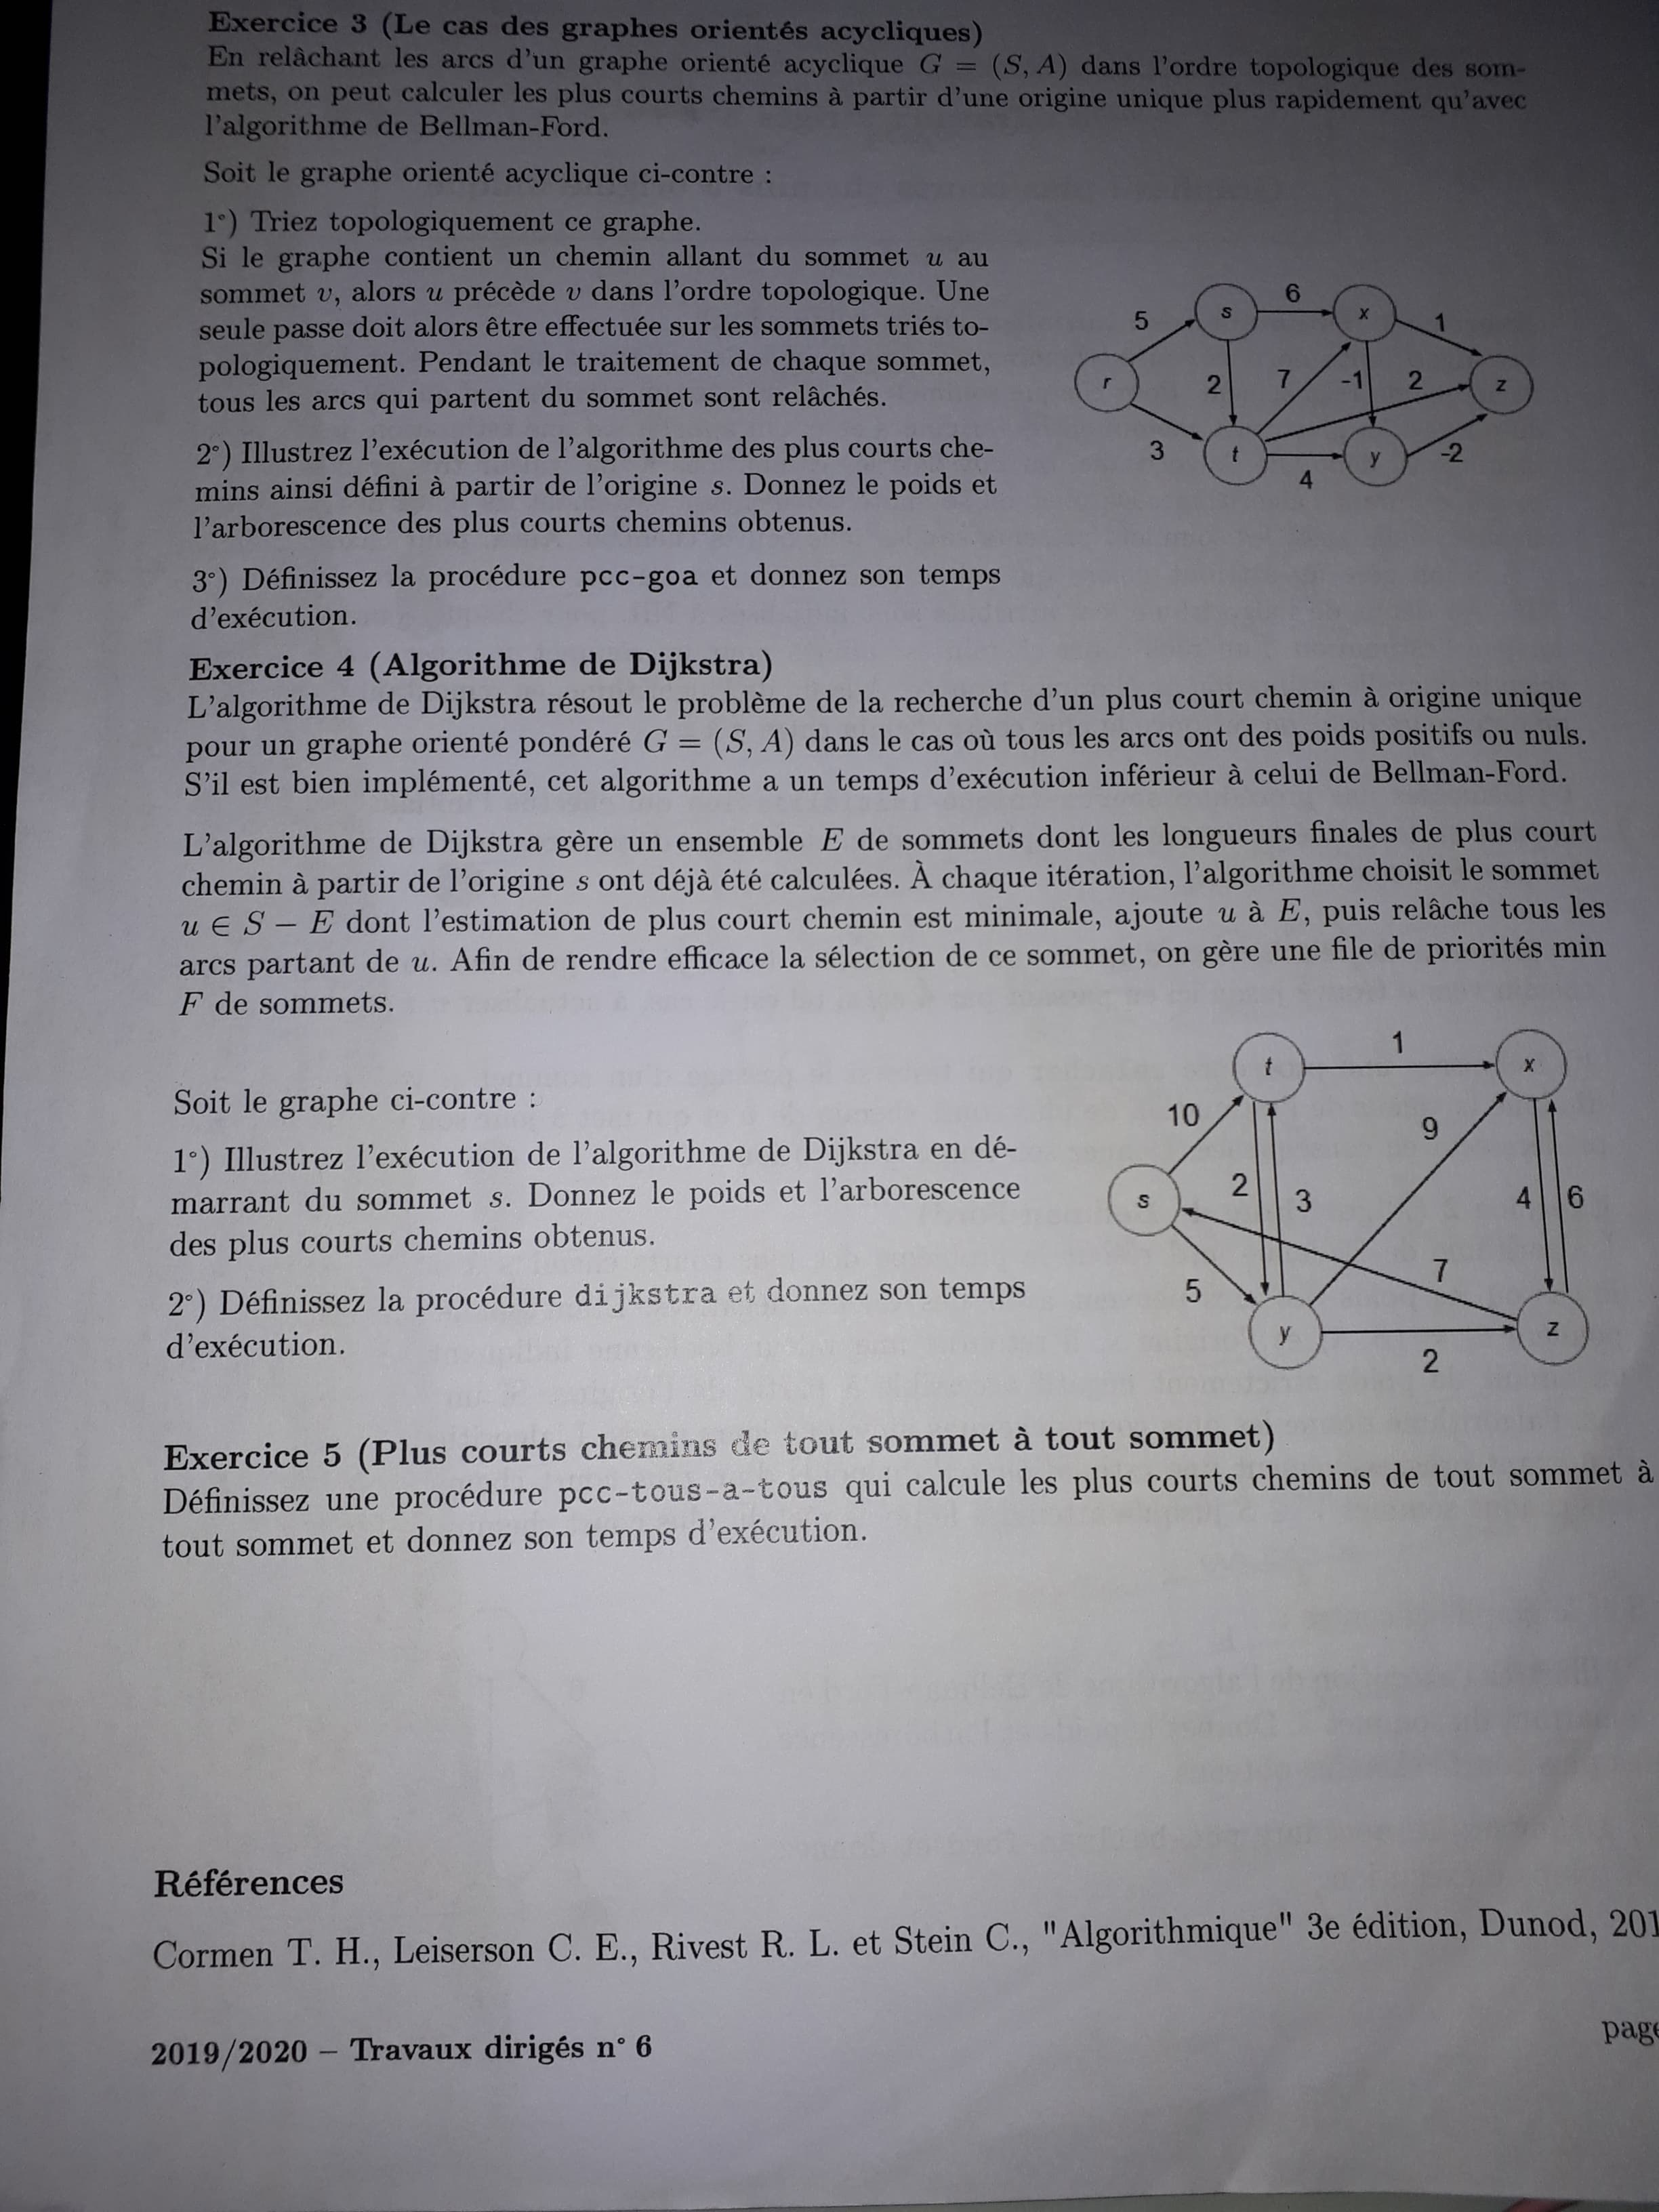 Exercice 3 (Le cas des graphes orientés acycliques)
En relâchant les arcs d'un graphe orienté acyclique G = (S, A) dans l'ordre topologique des som-
mets, on peut calculer les plus courts chemins à partir d'une origine unique plus rapidement qu'avec
l'algorithme de Bellman-Ford.
Soit le graphe orienté acyclique ci-contre :
1°) Triez topologiquement ce graphe.
Si le graphe contient un chemin allant du sommet u au
sommet v, alors u précède v dans l'ordre topologique. Une
seule passe doit alors être effectuée sur les sommets triés to-
pologiquement. Pendant le traitement de chaque sommet,
tous les arcs qui partent du sommet sont relâchés.
2°) Illustrez l'exécution de l'algorithme des plus courts che-
mins ainsi défini à partir de l'origine s. Donnez le poids et
l'arborescence des plus courts chemins obtenus.
3°) Définissez la procédure pcc-goa et donnez son temps
d'exécution.
6
5 s x 1
r 2 7 -1 2 z
3 t y -2
4
Exercice 4 (Algorithme de Dijkstra)
L'algorithme de Dijkstra résout le problème de la recherche d'un plus court chemin à origine unique
pour un graphe orienté pondéré G = (S, A) dans le cas où tous les arcs ont des poids positifs ou nuls.
S'il est bien implémenté, cet algorithme a un temps d'exécution inférieur à celui de Bellman-Ford.
L'algorithme de Dijkstra gère un ensemble E de sommets dont les longueurs finales de plus court
chemin à partir de l'origine s ont déjà été calculées. À chaque itération, l'algorithme choisit le sommet
u ∈ S − E dont l'estimation de plus court chemin est minimale, ajoute u à E, puis relâche tous les
arcs partant de u. Afin de rendre efficace la sélection de ce sommet, on gère une file de priorités min
F de sommets.
Soit le graphe ci-contre :
1°) Illustrez l'exécution de l'algorithme de Dijkstra en dé-
marrant du sommet s. Donnez le poids et l'arborescence
des plus courts chemins obtenus.
2°) Définissez la procédure dijkstra et donnez son temps
d'exécution.
1
t x
10 9
s 2 3 4 6
5 7
y z
2
Exercice 5 (Plus courts chemins de tout sommet à tout sommet)
Définissez une procédure pcc-tous-a-tous qui calcule les plus courts chemins de tout sommet à
tout sommet et donnez son temps d'exécution.
Références
Cormen T. H., Leiserson C. E., Rivest R. L. et Stein C., "Algorithmique" 3e édition, Dunod, 201
page
2019/2020 – Travaux dirigés n° 6